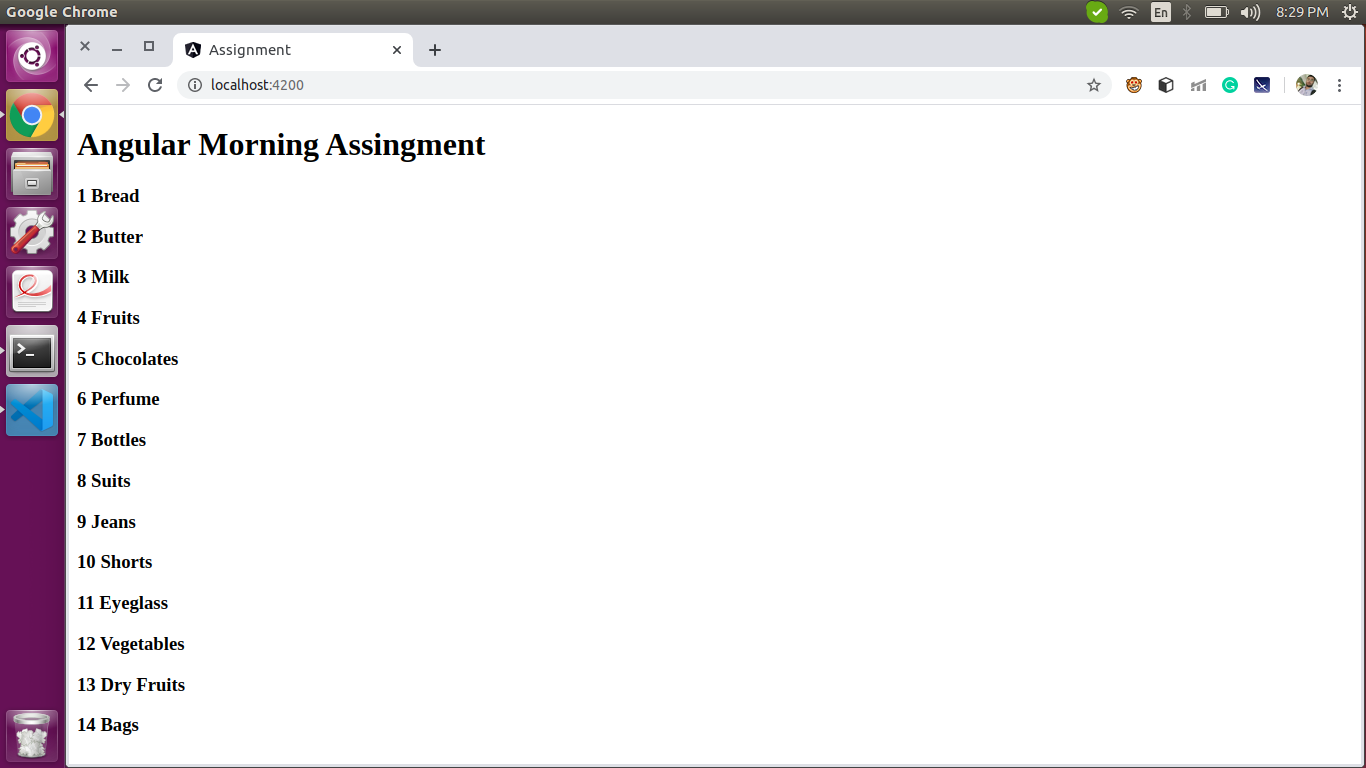 Google Chrome
En
8:29 PM
Assignment
localhost:4200
Angular Morning Assingment
1 Bread
2 Butter
3 Milk
4 Fruits
5 Chocolates
6 Perfume
7 Bottles
8 Suits
9 Jeans
10 Shorts
11 Eyeglass
12 Vegetables
13 Dry Fruits
14 Bags